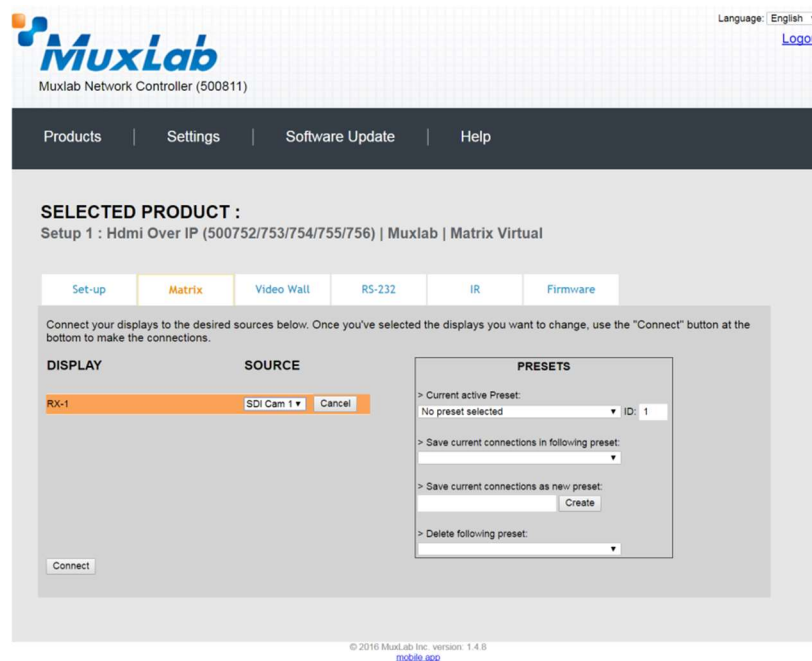 Language: English
Logo
MuxLab
Muxlab Network Controller (500811)
Products | Settings | Software Update | Help
SELECTED PRODUCT :
Setup 1 : Hdmi Over IP (500752/753/754/755/756) | Muxlab | Matrix Virtual
Set-up Matrix Video Wall RS-232 IR Firmware
Connect your displays to the desired sources below. Once you've selected the displays you want to change, use the "Connect" button at the
bottom to make the connections.
DISPLAY SOURCE PRESETS
RX-1 SDI Cam 1 Cancel
> Current active Preset:
No preset selected ID: 1
> Save current connections in following preset:
> Save current connections as new preset:
Create
> Delete following preset:
Connect
© 2016 MuxLab Inc. version: 1.4.8
mobile app